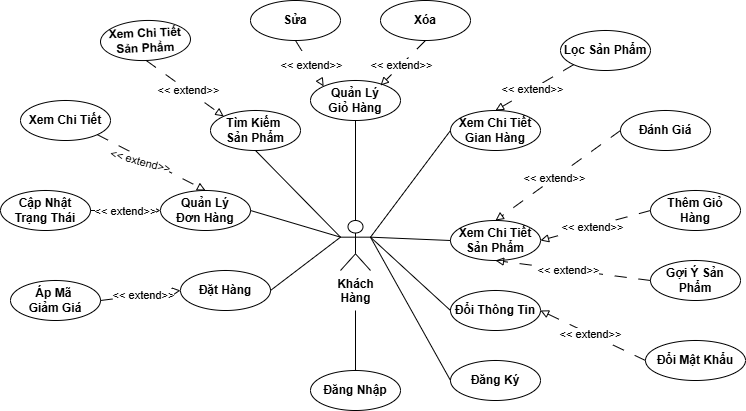 Sửa
Xóa
Xem Chi Tiết
Sản Phẩm
Lọc Sản Phẩm
<< extend>>
<< extend>>
<< extend>>
<< extend>>
Quản Lý
Giỏ Hàng
Xem Chi Tiết
Tìm Kiếm
Sản Phẩm
Xem Chi Tiết
Gian Hàng
Đánh Giá
<< extend>>
<< extend>>
Cập Nhật
Trạng Thái
<< extend>>
Quản Lý
Đơn Hàng
Xem Chi Tiết
Sản Phẩm
<< extend>>
Thêm Giỏ
Hàng
<< extend>>
Gợi Ý Sản
Phẩm
Áp Mã
Giảm Giá
<< extend>>
Đặt Hàng
Khách
Hàng
Đổi Thông Tin
<< extend>>
Đổi Mật Khẩu
Đăng Nhập
Đăng Ký